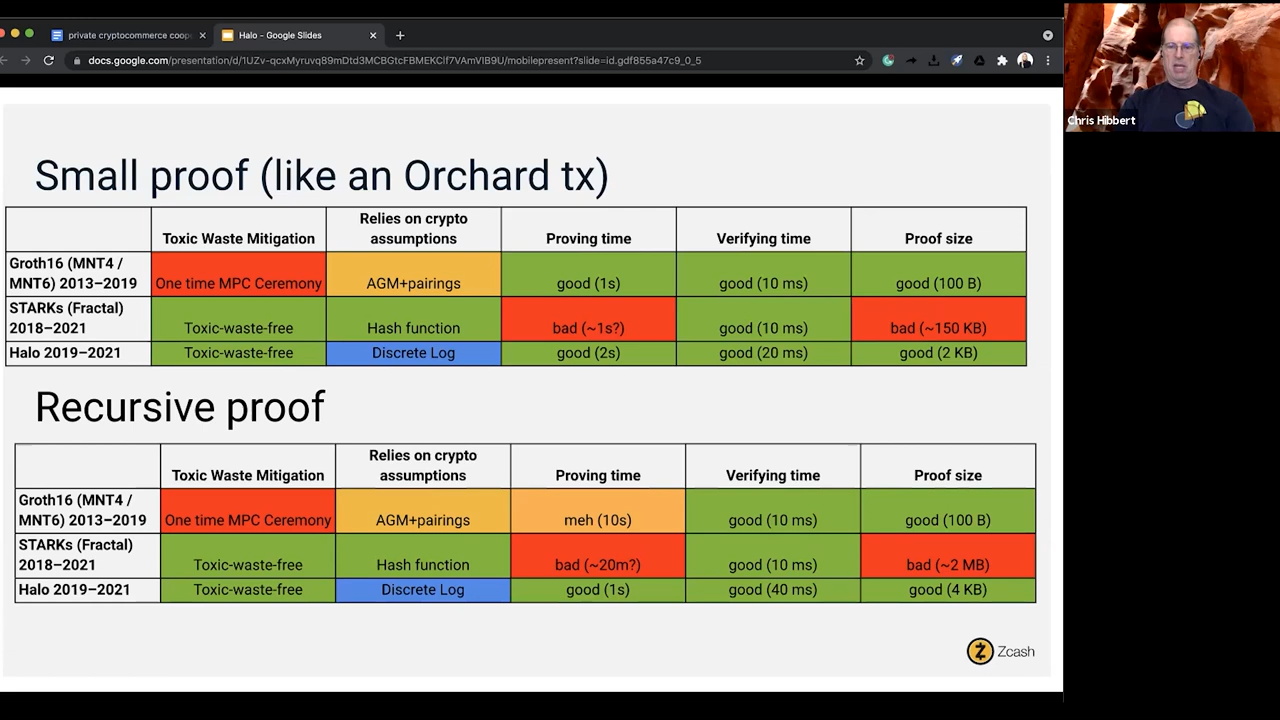 private cryptocommerce coop
Halo - Google Slides
docs.google.com/presentation/d/1UZv-qcxMyruvq89mDtd3MCBGtcFBMEKClf7VAmVIB9U/mobilepresent?slide=id.gdf855a47c9_0_5
Chris Hibbert
Small proof (like an Orchard tx)
Toxic Waste Mitigation
Relies on crypto
assumptions
Proving time
Verifying time
Proof size
Groth16 (MNT4 /
MNT6) 2013–2019
One time MPC Ceremony
AGM+pairings
good (1s)
good (10 ms)
good (100 B)
STARKs (Fractal)
2018–2021
Toxic-waste-free
Hash function
bad (~1s?)
good (10 ms)
bad (~150 KB)
Halo 2019–2021
Toxic-waste-free
Discrete Log
good (2s)
good (20 ms)
good (2 KB)
Recursive proof
Toxic Waste Mitigation
Relies on crypto
assumptions
Proving time
Verifying time
Proof size
Groth16 (MNT4 /
MNT6) 2013–2019
One time MPC Ceremony
AGM+pairings
meh (10s)
good (10 ms)
good (100 B)
STARKs (Fractal)
2018–2021
Toxic-waste-free
Hash function
bad (~20m?)
good (10 ms)
bad (~2 MB)
Halo 2019–2021
Toxic-waste-free
Discrete Log
good (1s)
good (40 ms)
good (4 KB)
Zcash